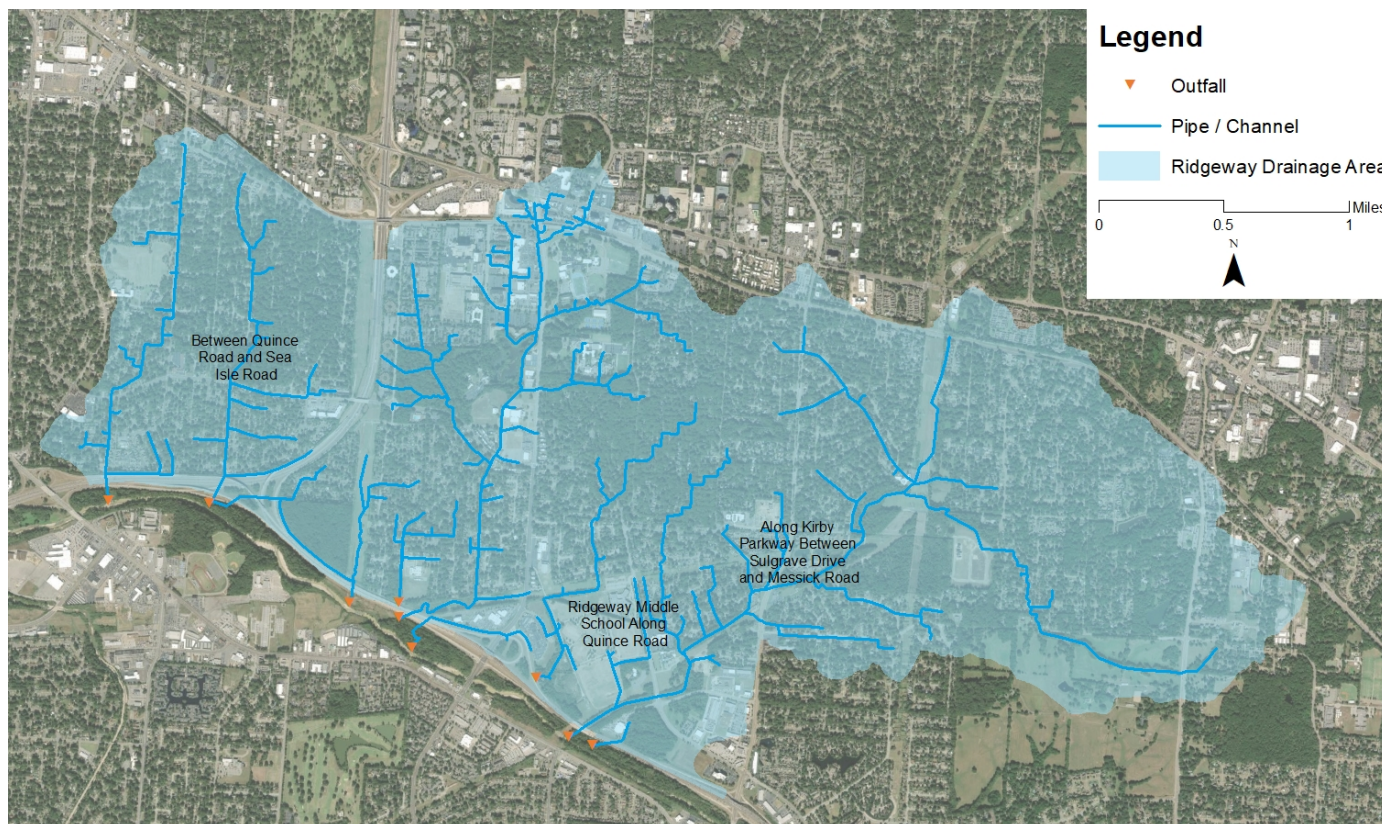 Legend
Outfall
Pipe / Channel
Ridgeway Drainage Area
Miles
0 0.5 1
N
Between Quince
Road and Sea
Isle Road
Along Kirby
Parkway Between
Sulgrave Drive
and Messick Road
Ridgeway Middle
School Along
Quince Road